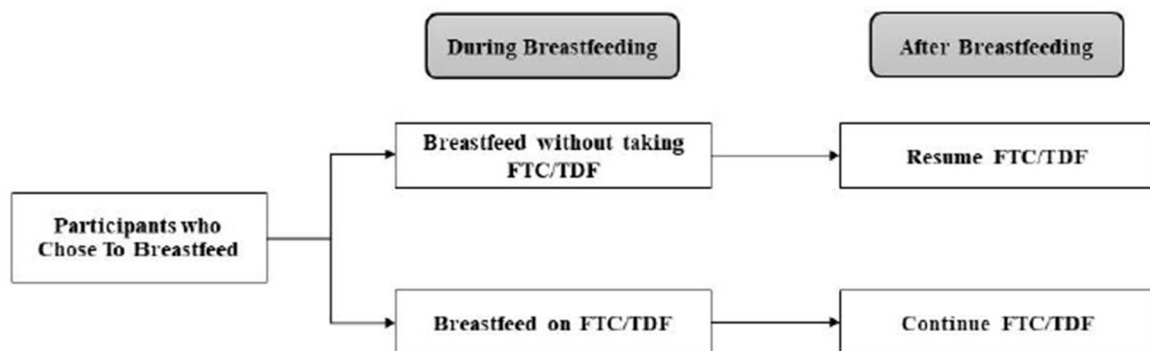 During Breastfeeding
After Breastfeeding
Breastfeed without taking
FTC/TDF
Resume FTC/TDF
Participants who
Chose To Breastfeed
Breastfeed on FTC/TDF
Continue FTC/TDF